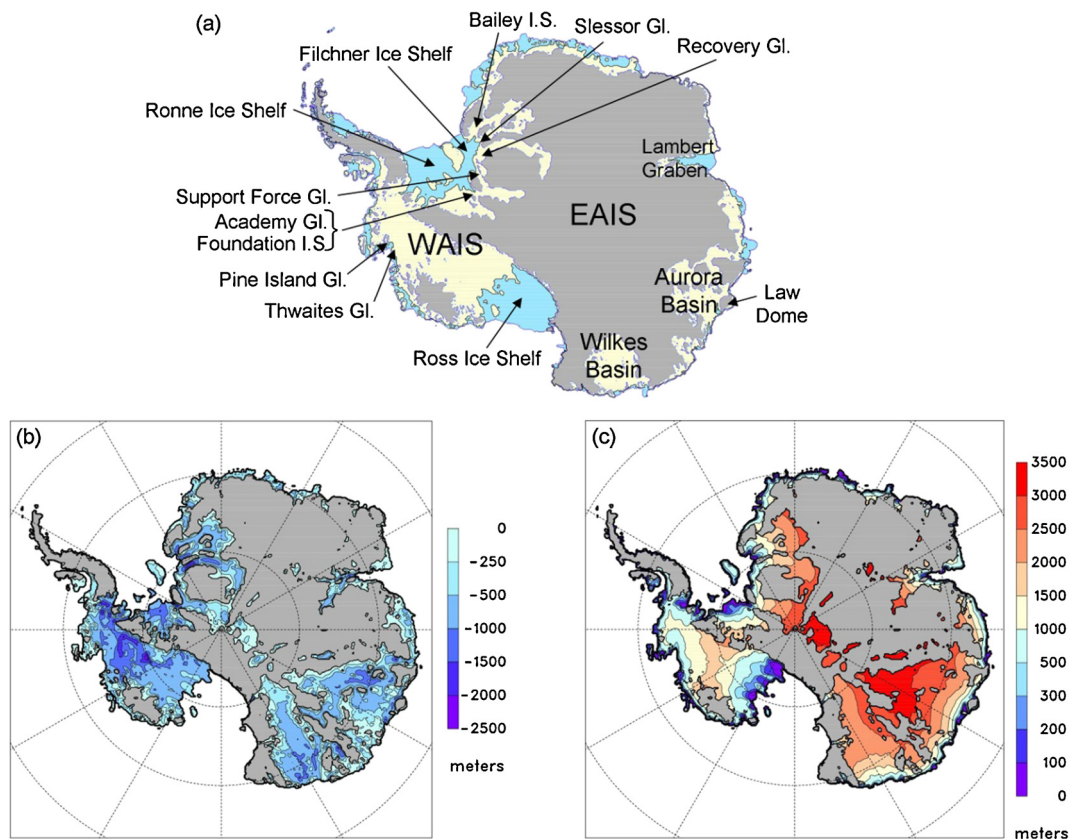 (a)
Bailey I.S.
Slessor Gl.
Filchner Ice Shelf
Recovery Gl.
Ronne Ice Shelf
Lambert
Graben
Support Force Gl.
Academy Gl.
Foundation I.S.
EAIS
WAIS
Pine Island Gl.
Thwaites Gl.
Aurora
Basin
Law
Dome
Wilkes
Basin
Ross Ice Shelf
(b)
0
-250
-500
-1000
-1500
-2000
-2500
meters
(c)
3500
3000
2500
2000
1500
1000
500
300
200
100
0
meters